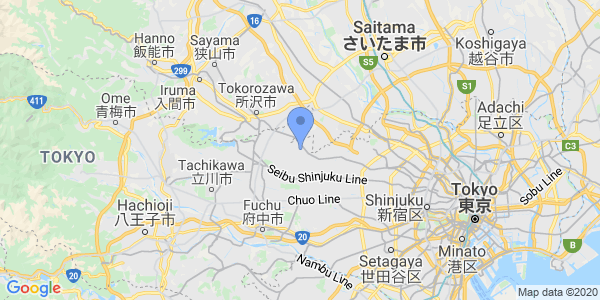 Saitama
さいたま市
Hanno
飯能市
Sayama
狭山市
Koshigaya
越谷市
299
S5
S1
Iruma
入間市
Tokorozawa
所沢市
411
Ome
青梅市
Adachi
足立区
C3
TOKYO
Tachikawa
立川市
Seibu Shinjuku Line
Sobu Line
Chuo Line
Hachioji
八王子市
Fuchu
府中市
Shinjuku
新宿区
Tokyo
東京
20
Minato
港区
B
Setagaya
世田谷区
Nambu Line
20
Google
Map data ©2020